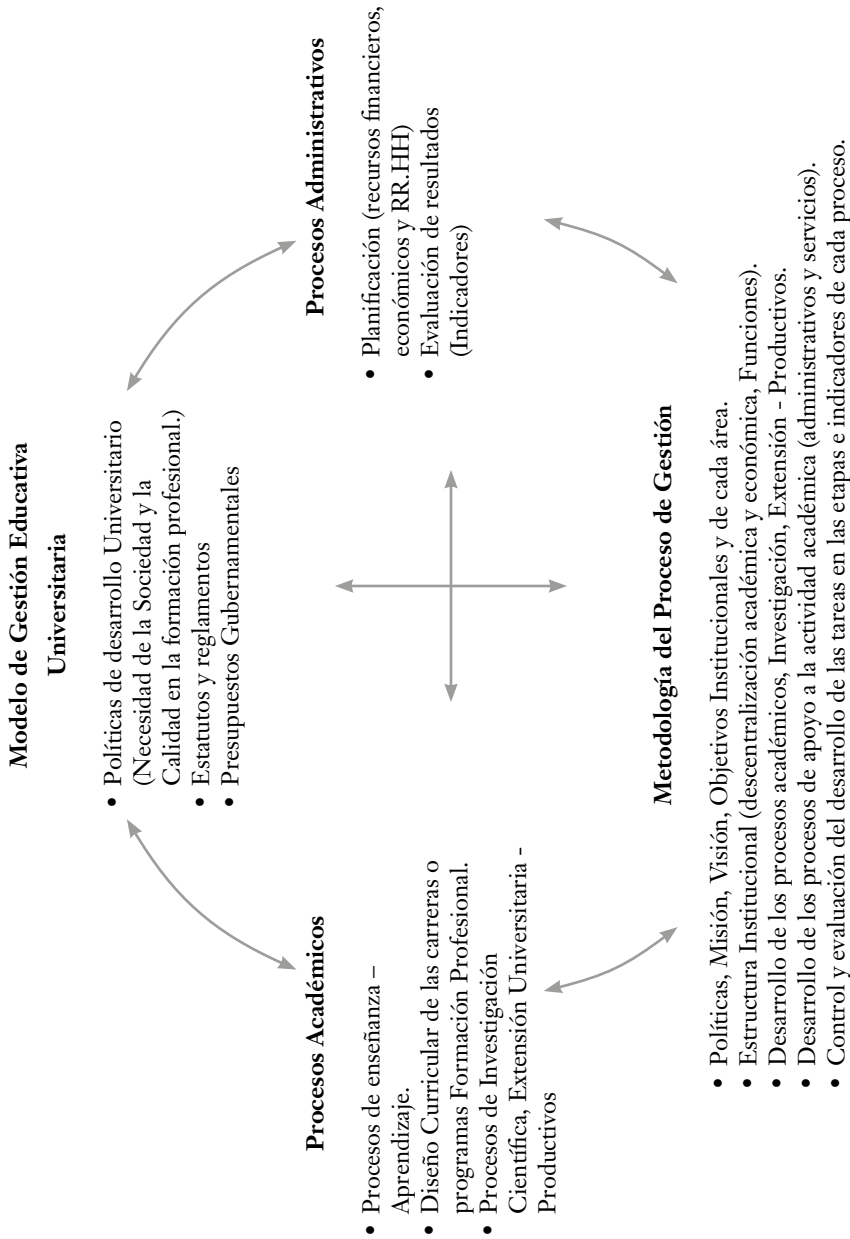 Modelo de Gestión Educativa
Universitaria
• Políticas de desarrollo Universitario
(Necesidad de la Sociedad y la
Calidad en la formación profesional.)
• Estatutos y reglamentos
• Presupuestos Gubernamentales
Procesos Académicos
• Procesos de enseñanza –
Aprendizaje.
• Diseño Curricular de las carreras o
programas Formación Profesional.
• Procesos de Investigación
Científica, Extensión Universitaria -
Productivos
Procesos Administrativos
• Planificación (recursos financieros,
económicos y RR.HH)
• Evaluación de resultados
(Indicadores)
Metodología del Proceso de Gestión
• Políticas, Misión, Visión, Objetivos Institucionales y de cada área.
• Estructura Institucional (descentralización académica y económica, Funciones).
• Desarrollo de los procesos académicos, Investigación, Extensión - Productivos.
• Desarrollo de los procesos de apoyo a la actividad académica (administrativos y servicios).
• Control y evaluación del desarrollo de las tareas en las etapas e indicadores de cada proceso.